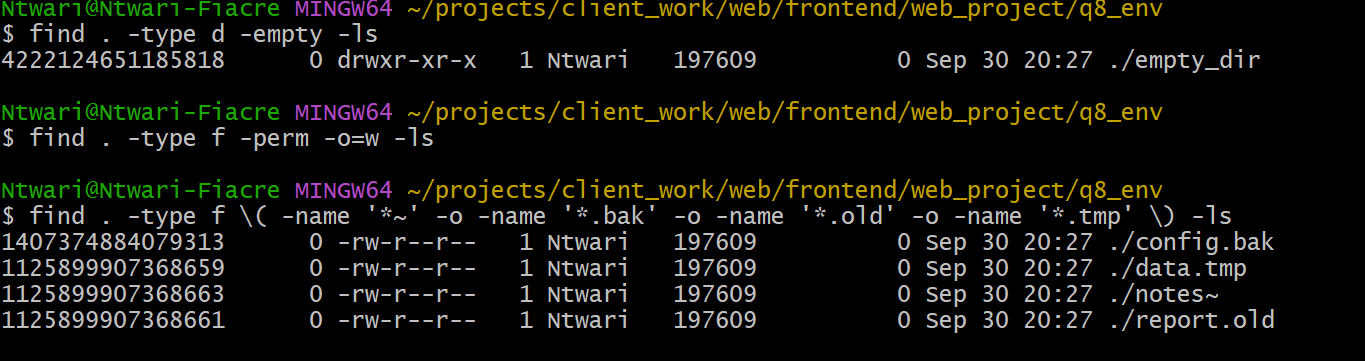 Ntwari@Ntwari-Fiacre MINGW64 ~/projects/client_work/web/frontend/web_project/q8_env
$ find . -type d -empty -ls
4222124651185818      0 drwxr-xr-x   1 Ntwari   197609          0 Sep 30 20:27 ./empty_dir
Ntwari@Ntwari-Fiacre MINGW64 ~/projects/client_work/web/frontend/web_project/q8_env
$ find . -type f -perm -o=w -ls
Ntwari@Ntwari-Fiacre MINGW64 ~/projects/client_work/web/frontend/web_project/q8_env
$ find . -type f \( -name '*~' -o -name '*.bak' -o -name '*.old' -o -name '*.tmp' \) -ls
1407374884079313      0 -rw-r--r--   1 Ntwari   197609          0 Sep 30 20:27 ./config.bak
1125899907368659      0 -rw-r--r--   1 Ntwari   197609          0 Sep 30 20:27 ./data.tmp
1125899907368663      0 -rw-r--r--   1 Ntwari   197609          0 Sep 30 20:27 ./notes~
1125899907368661      0 -rw-r--r--   1 Ntwari   197609          0 Sep 30 20:27 ./report.old